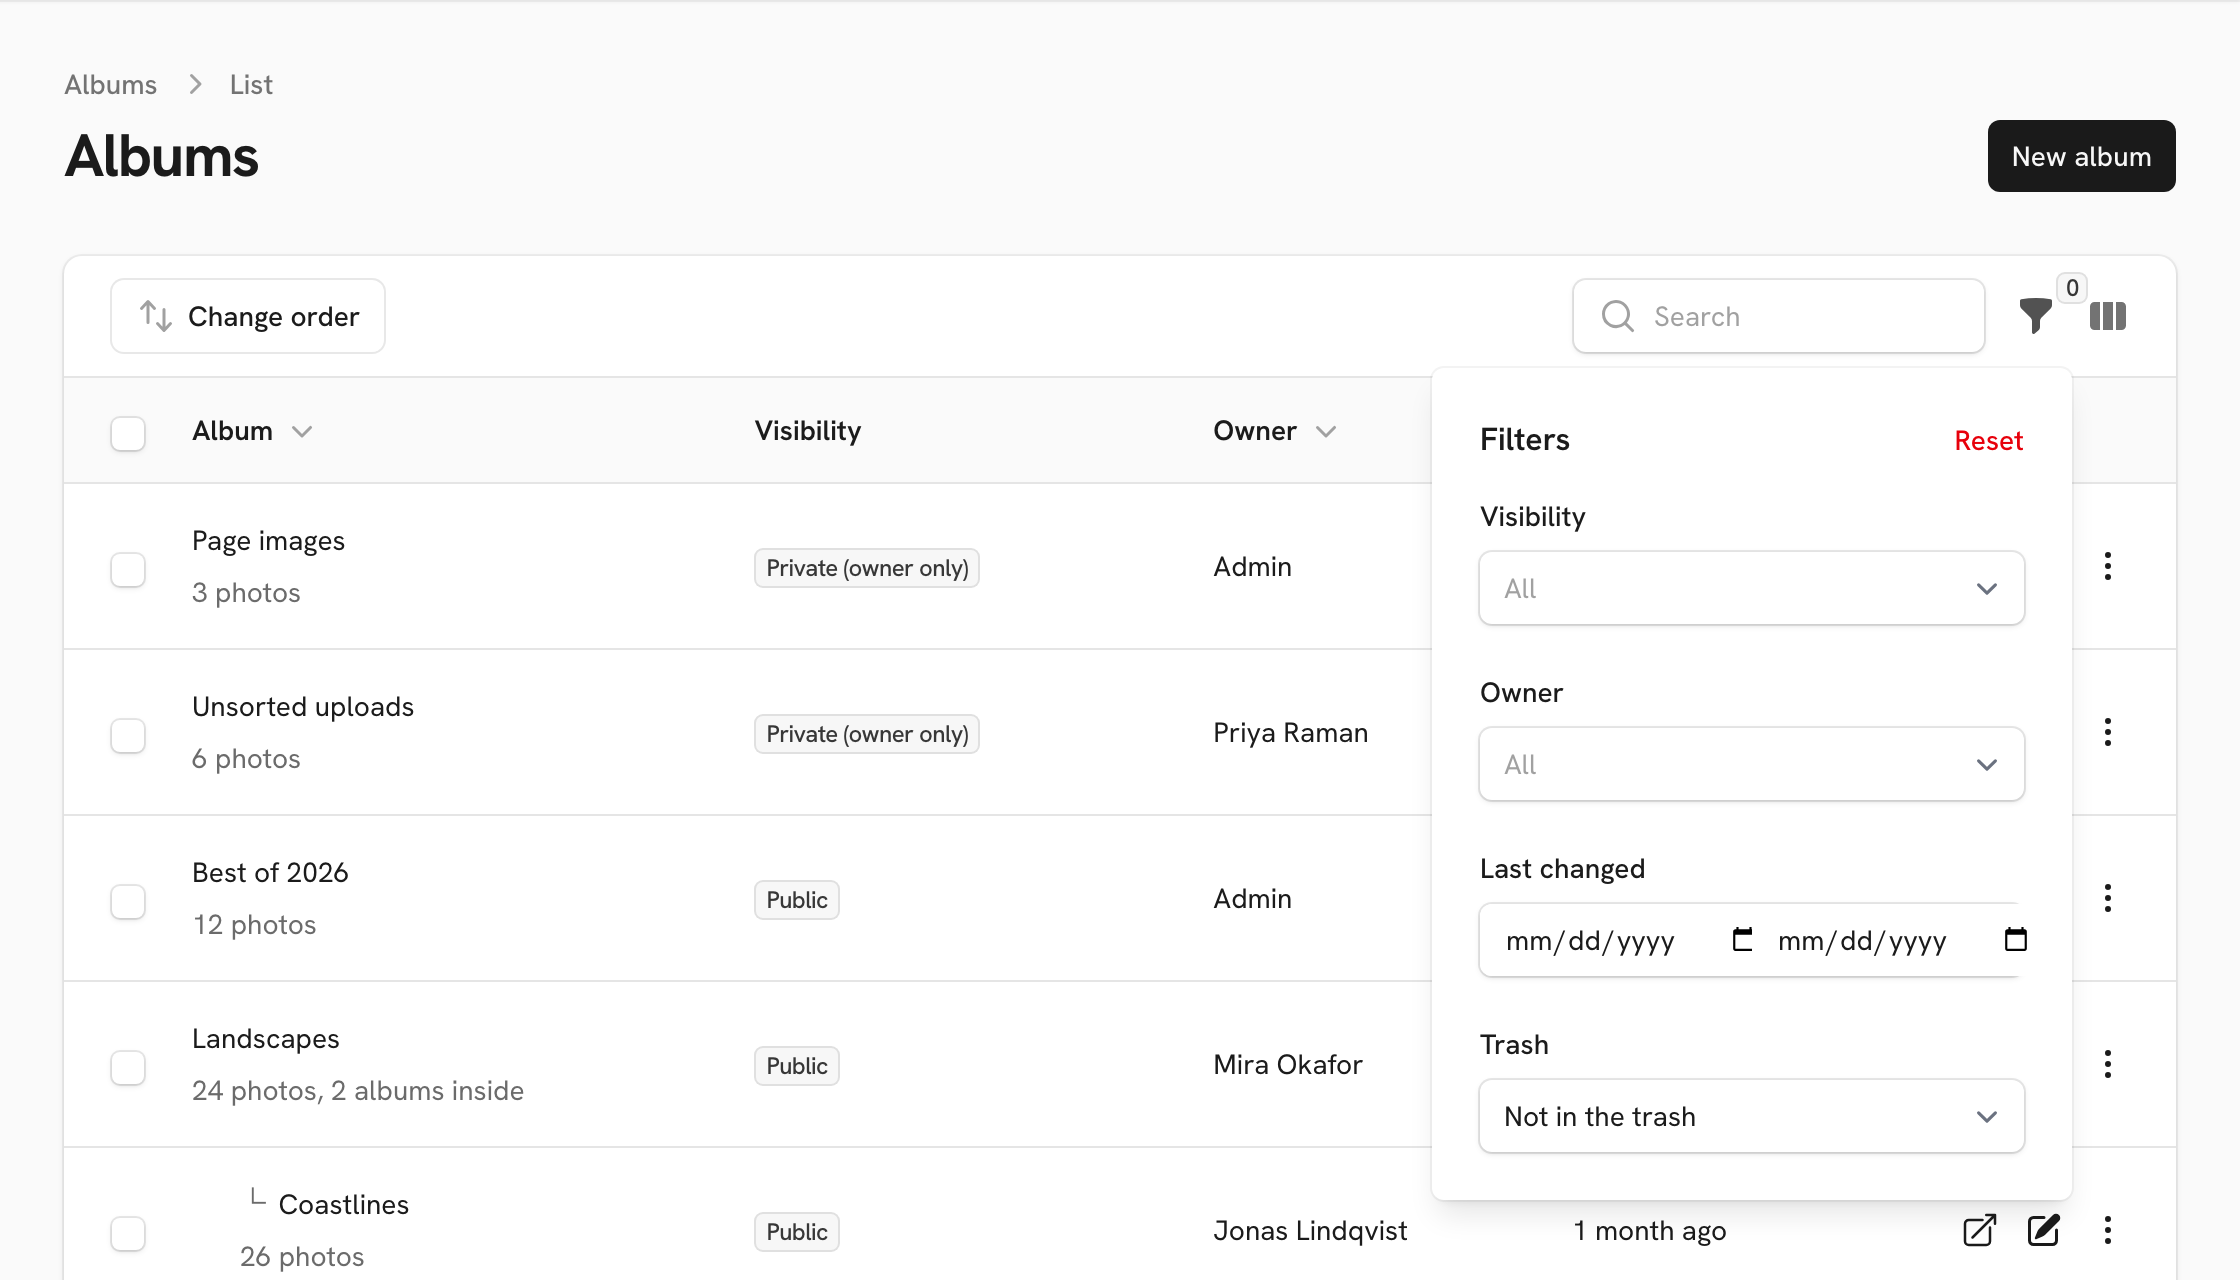 Albums > List
Albums
New album
Change order
Search
0
Album
Visibility
Owner
Filters
Reset
Visibility
All
Owner
All
Last changed
mm/dd/yyyy mm/dd/yyyy
Trash
Not in the trash
Page images
3 photos
Private (owner only)
Admin
Unsorted uploads
6 photos
Private (owner only)
Priya Raman
Best of 2026
12 photos
Public
Admin
Landscapes
24 photos, 2 albums inside
Public
Mira Okafor
Coastlines
26 photos
Public
Jonas Lindqvist
1 month ago